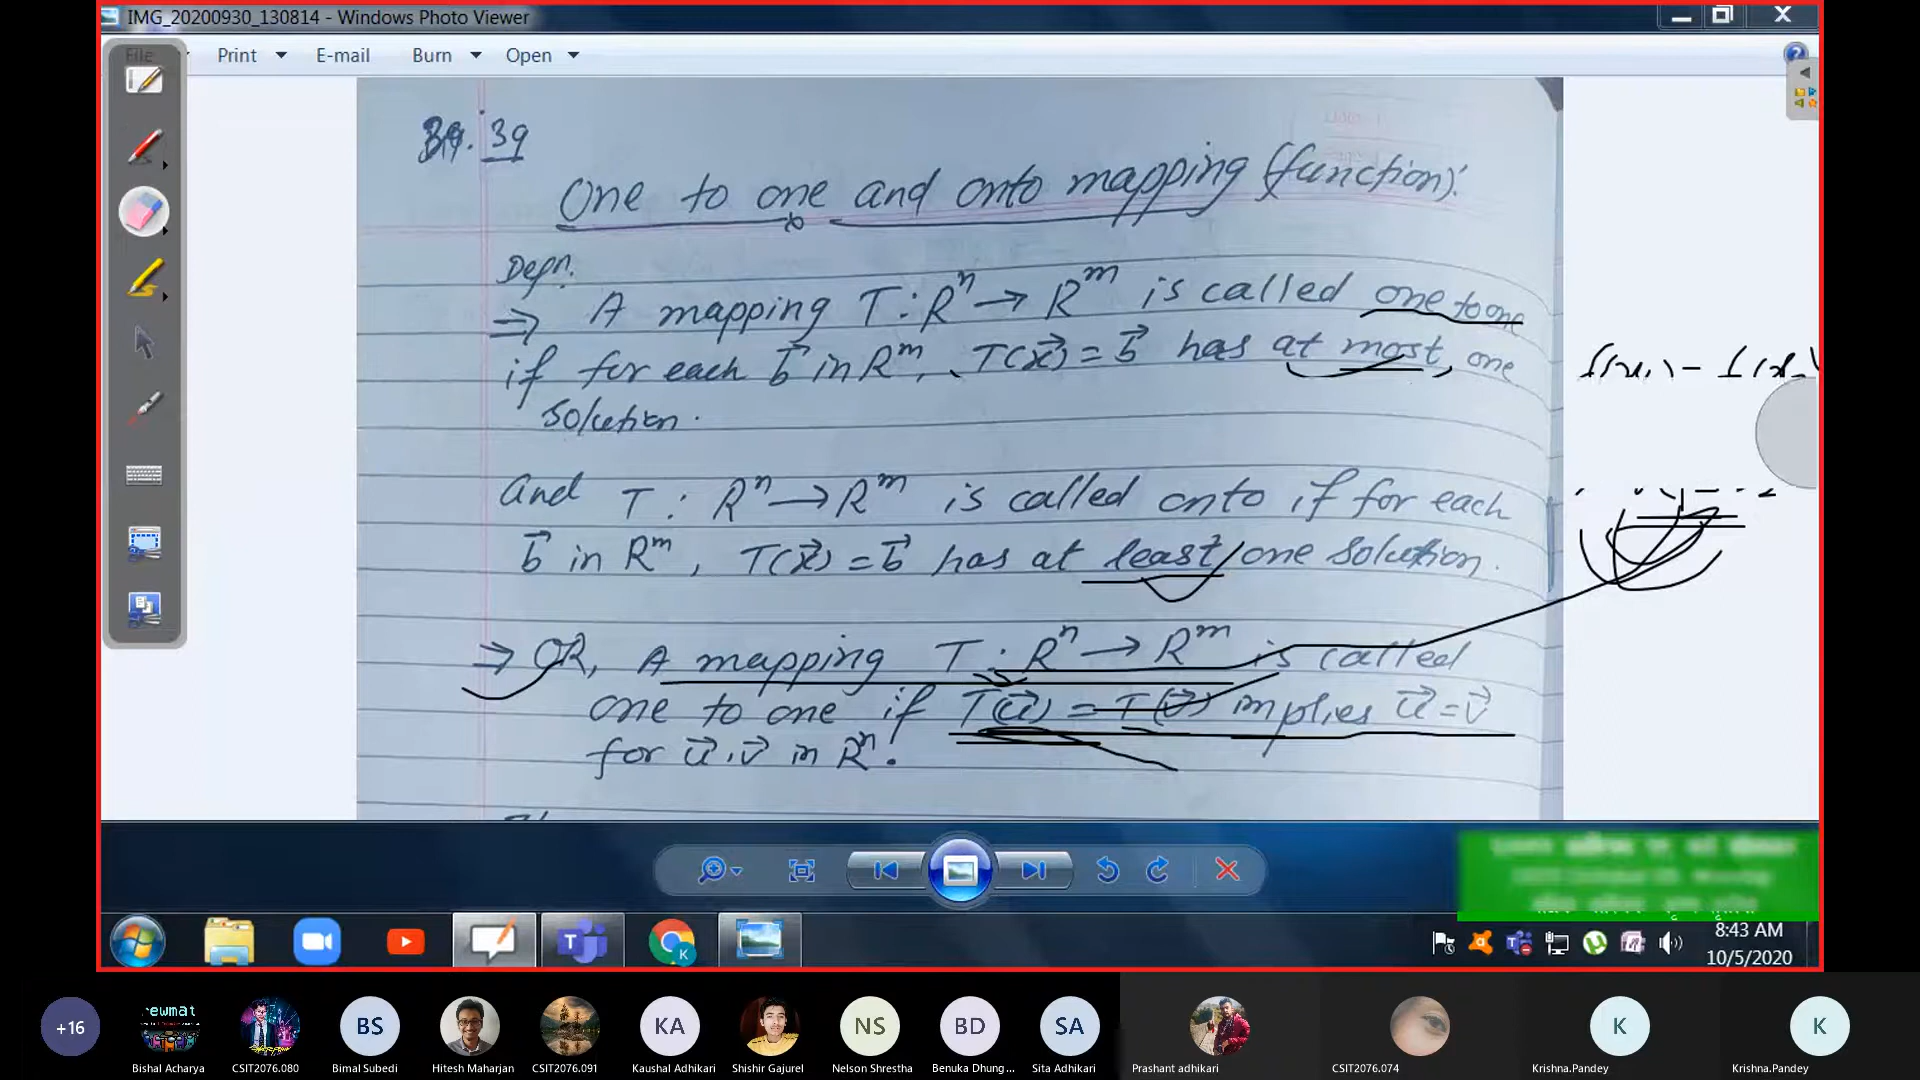 IMG_20200930_130814 - Windows Photo Viewer
File
Print
E-mail
Burn
Open
39
One to one and onto mapping (function):
Defn.
⇒ A mapping T : Rⁿ → Rᵐ is called one to one
if for each b⃗ in Rᵐ, T(x⃗) = b⃗ has at most, one
solution.
and T : Rⁿ → Rᵐ is called onto if for each
b⃗ in Rᵐ, T(x⃗) = b⃗ has at least one solution.
⇒ OR, A mapping T : Rⁿ → Rᵐ is called
one to one if T(u⃗) = T(v⃗) implies u⃗ = v⃗
for u⃗, v⃗ in Rⁿ.
8:43 AM
10/5/2020
+16
ewmat
BS
KA
NS
BD
SA
K
K
Bishal Acharya
CSIT2076.080
Bimal Subedi
Hitesh Maharjan
CSIT2076.091
Kaushal Adhikari
Shishir Gajurel
Nelson Shrestha
Benuka Dhung...
Sita Adhikari
Prashant adhikari
CSIT2076.074
Krishna.Pandey
Krishna.Pandey